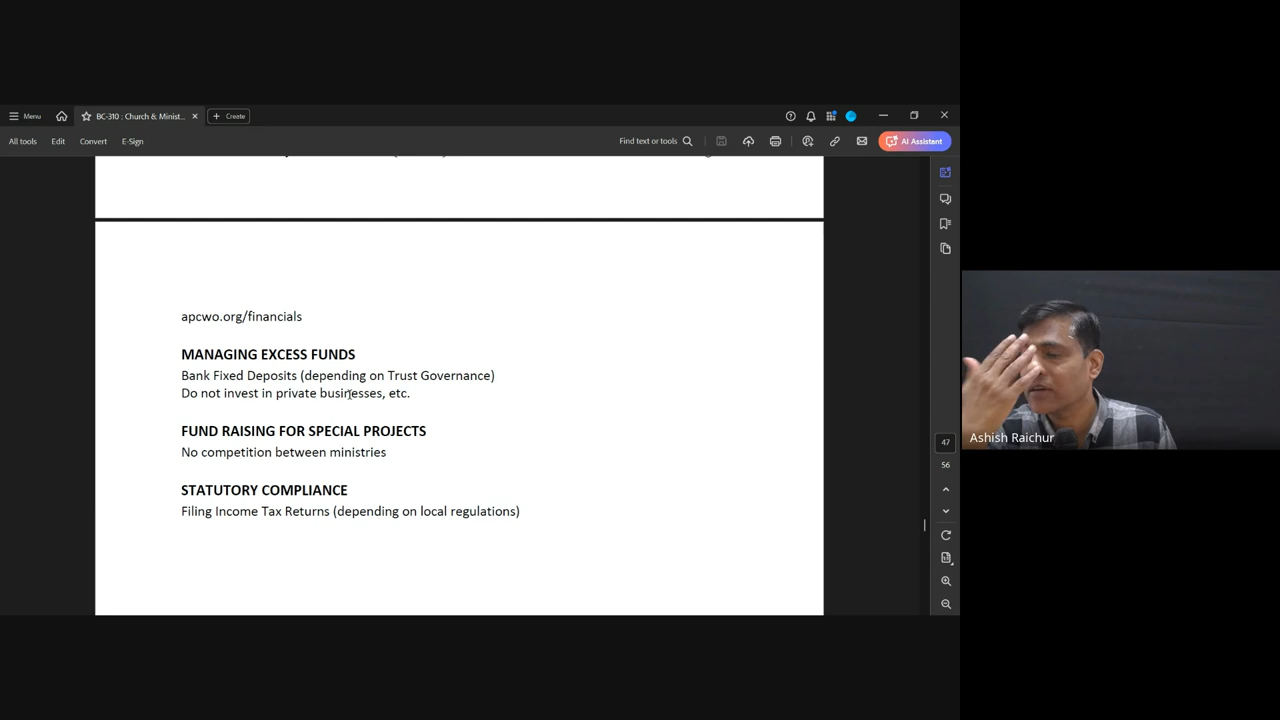 Menu
BC-310 : Church & Minist...
Create
All tools
Edit
Convert
E-Sign
Find text or tools
AI Assistant
apcwo.org/financials
MANAGING EXCESS FUNDS
Bank Fixed Deposits (depending on Trust Governance)
Do not invest in private businesses, etc.
FUND RAISING FOR SPECIAL PROJECTS
No competition between ministries
STATUTORY COMPLIANCE
Filing Income Tax Returns (depending on local regulations)
47
56
Ashish Raichur